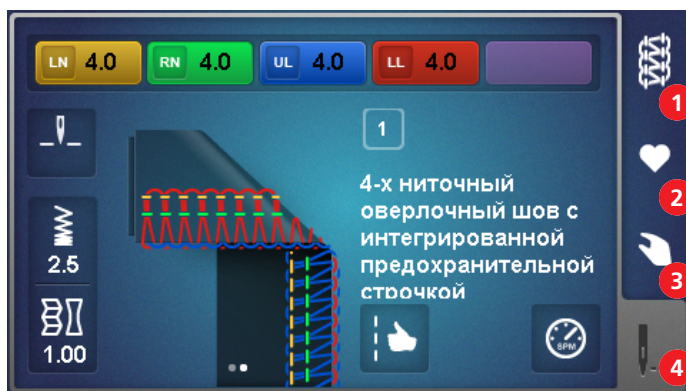 LN 4.0 RN 4.0 UL 4.0 LL 4.0
1
4-х ниточный
оверлочный шов с
интегрированной
предохранительной
строчкой
2.5
1.00
SPM
1
2
3
4